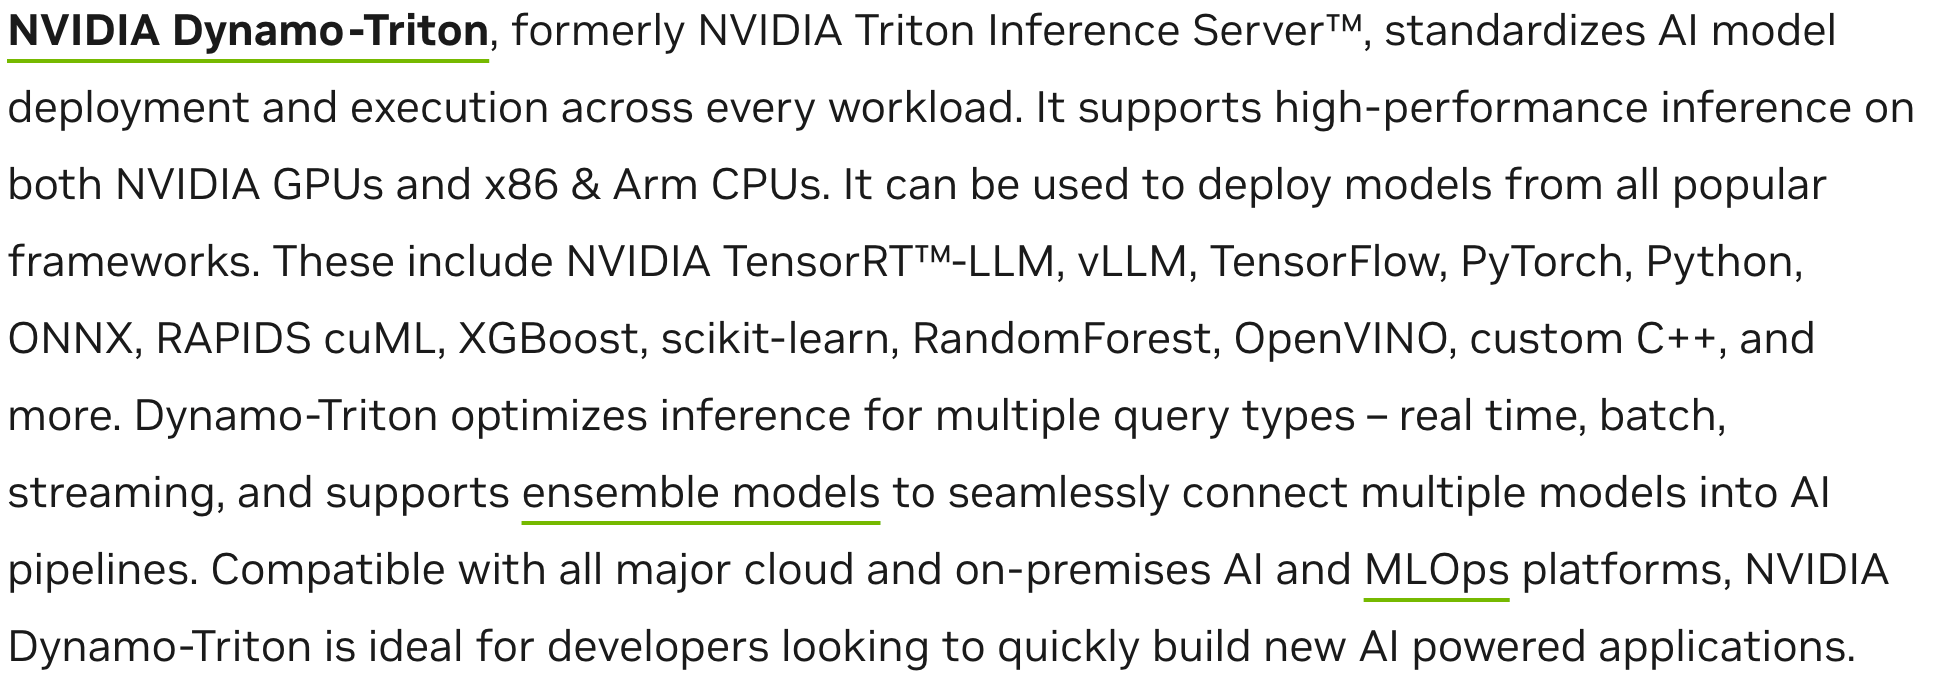 NVIDIA Dynamo-Triton, formerly NVIDIA Triton Inference Server™, standardizes AI model
deployment and execution across every workload. It supports high-performance inference on
both NVIDIA GPUs and x86 & Arm CPUs. It can be used to deploy models from all popular
frameworks. These include NVIDIA TensorRT™-LLM, vLLM, TensorFlow, PyTorch, Python,
ONNX, RAPIDS cuML, XGBoost, scikit-learn, RandomForest, OpenVINO, custom C++, and
more. Dynamo-Triton optimizes inference for multiple query types – real time, batch,
streaming, and supports ensemble models to seamlessly connect multiple models into AI
pipelines. Compatible with all major cloud and on-premises AI and MLOps platforms, NVIDIA
Dynamo-Triton is ideal for developers looking to quickly build new AI powered applications.